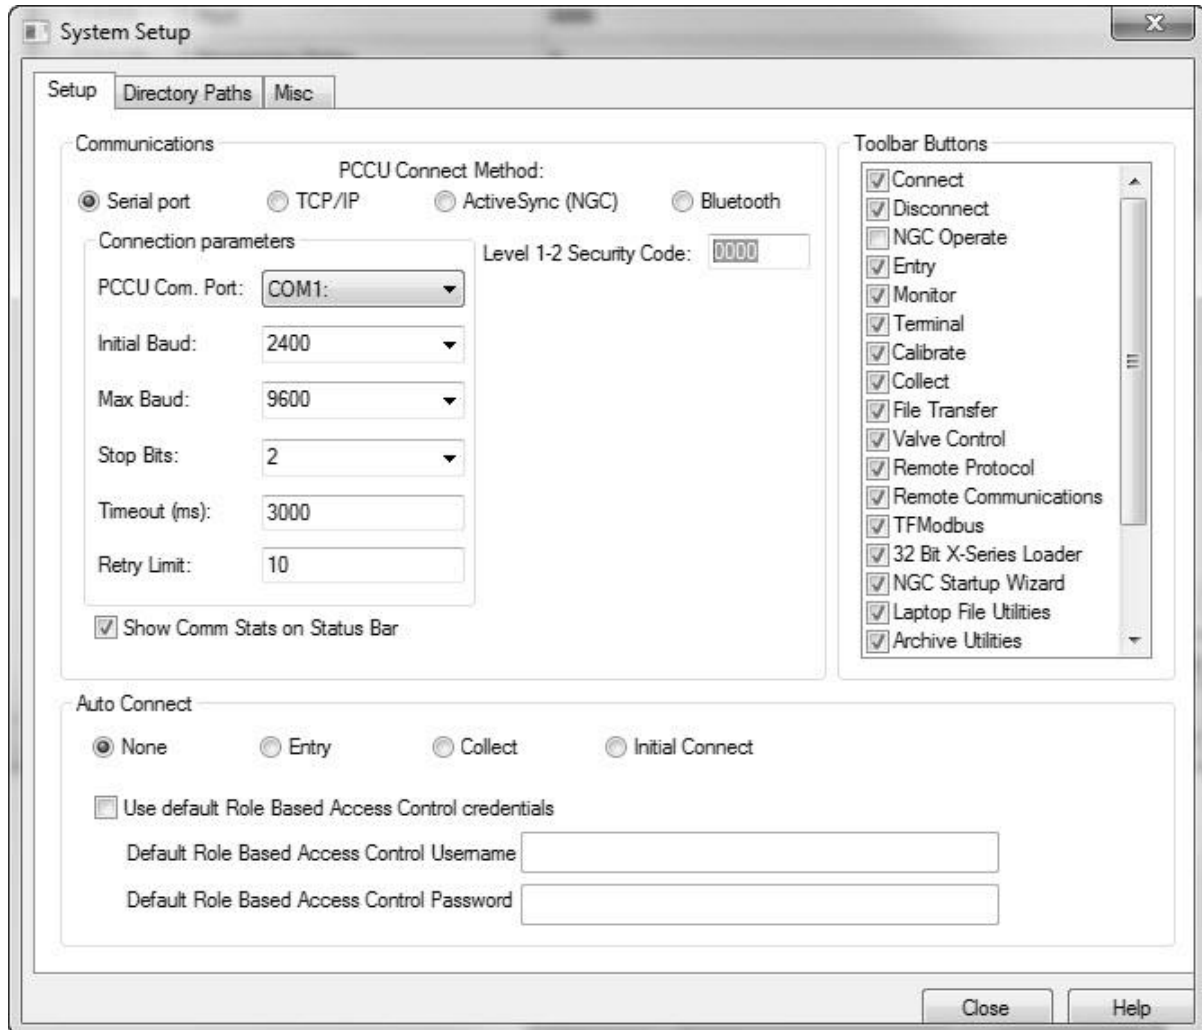 System Setup
Setup
Directory Paths
Misc
Communications
PCCU Connect Method:
Serial port
TCP/IP
ActiveSync (NGC)
Bluetooth
Connection parameters
Level 1-2 Security Code: 0000
PCCU Com. Port: COM1:
Initial Baud: 2400
Max Baud: 9600
Stop Bits: 2
Timeout (ms): 3000
Retry Limit: 10
Show Comm Stats on Status Bar
Toolbar Buttons
Connect
Disconnect
NGC Operate
Entry
Monitor
Terminal
Calibrate
Collect
File Transfer
Valve Control
Remote Protocol
Remote Communications
TFModbus
32 Bit X-Series Loader
NGC Startup Wizard
Laptop File Utilities
Archive Utilities
Auto Connect
None
Entry
Collect
Initial Connect
Use default Role Based Access Control credentials
Default Role Based Access Control Username
Default Role Based Access Control Password
Close
Help